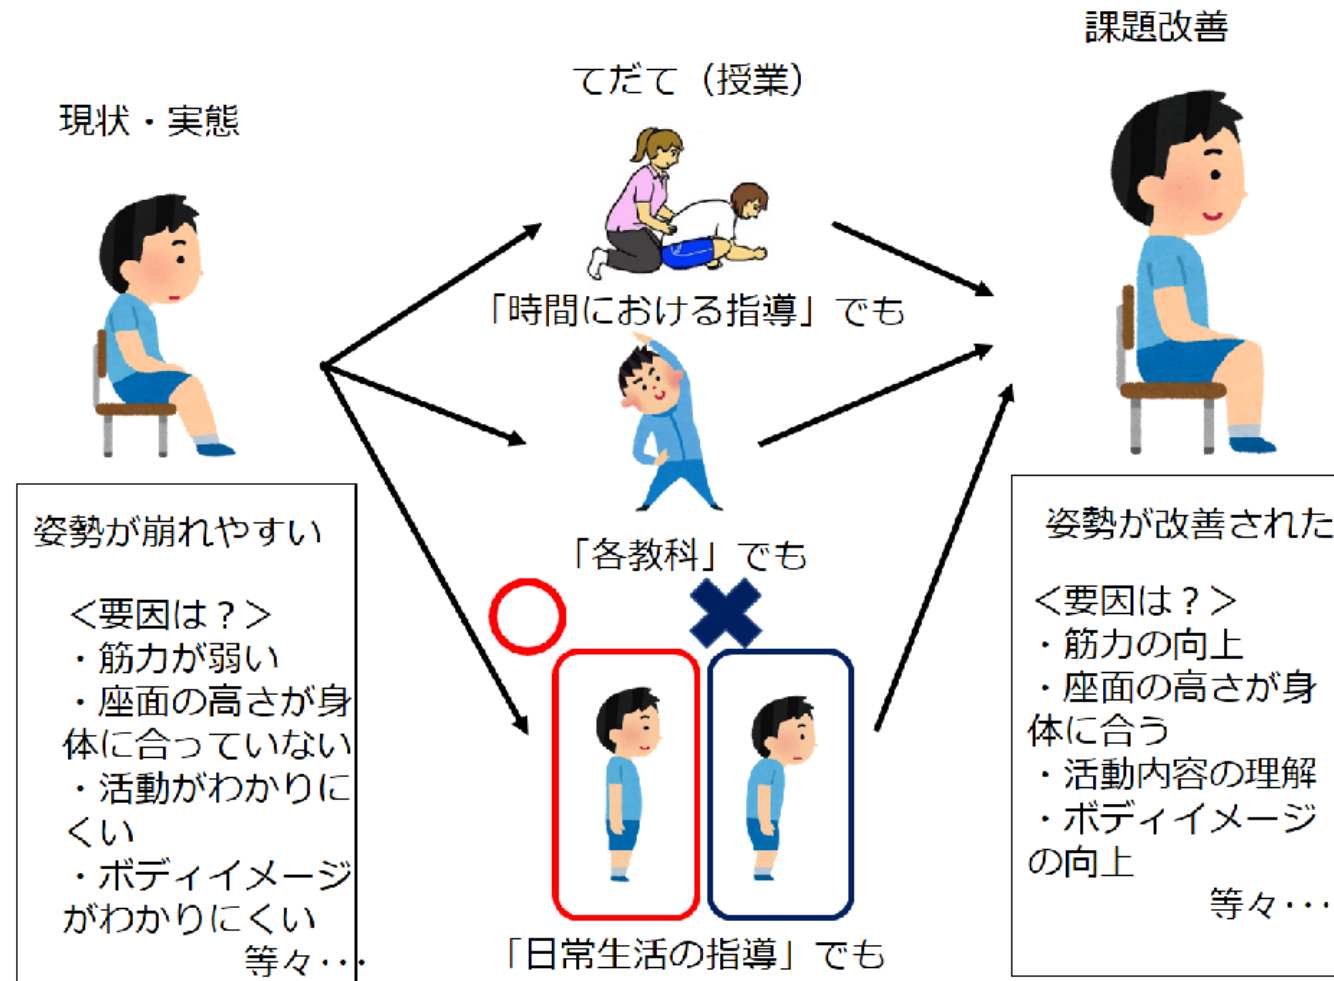 現状・実態
姿勢が崩れやすい
＜要因は？＞
・筋力が弱い
・座面の高さが身
体に合っていない
・活動がわかりに
くい
・ボディイメージ
がわかりにくい
等々・・・
てだて（授業）
「時間における指導」でも
「各教科」でも
「日常生活の指導」でも
課題改善
姿勢が改善された
＜要因は？＞
・筋力の向上
・座面の高さが身
体に合う
・活動内容の理解
・ボディイメージ
の向上
等々・・・